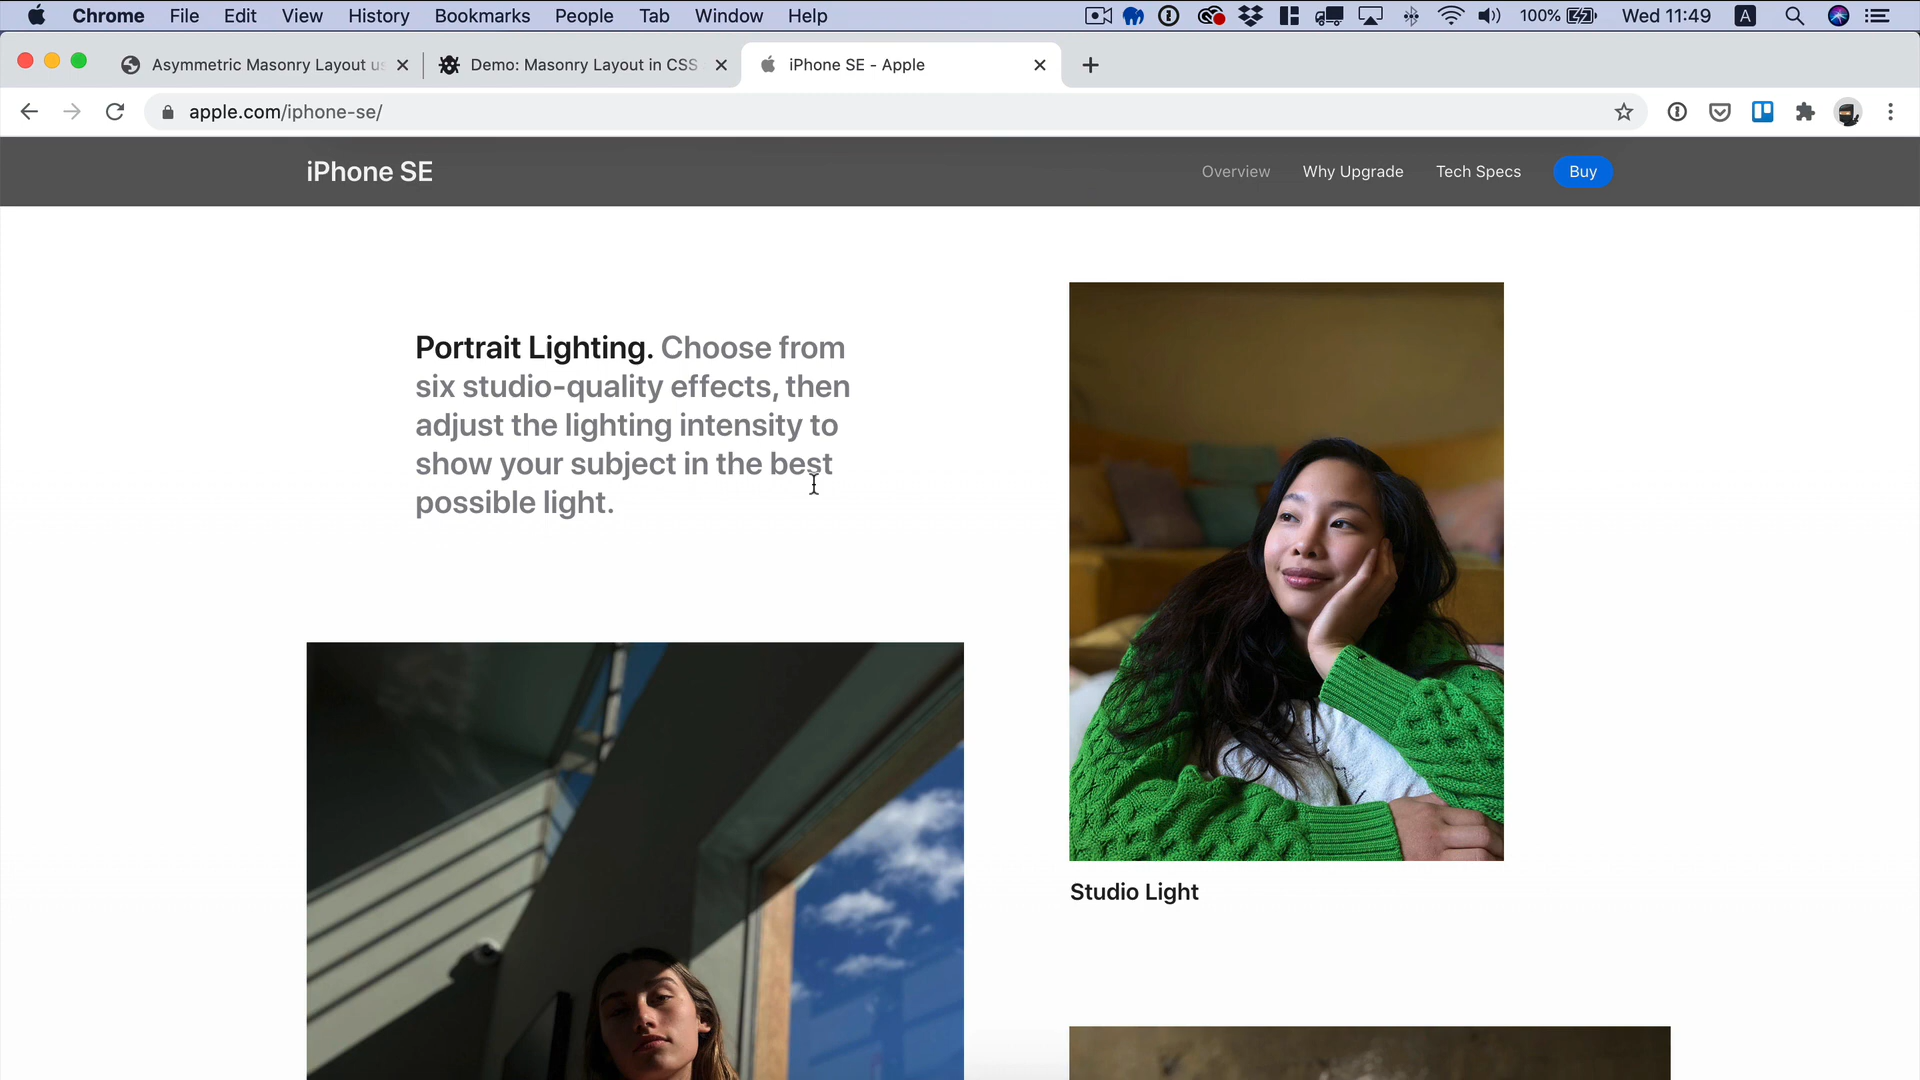 Chrome File Edit View History Bookmarks People Tab Window Help 100% Wed 11:49 A
Asymmetric Masonry Layout us
Demo: Masonry Layout in CSS
iPhone SE - Apple
apple.com/iphone-se/
iPhone SE
Overview Why Upgrade Tech Specs Buy
Portrait Lighting. Choose from
six studio-quality effects, then
adjust the lighting intensity to
show your subject in the best
possible light.
Studio Light